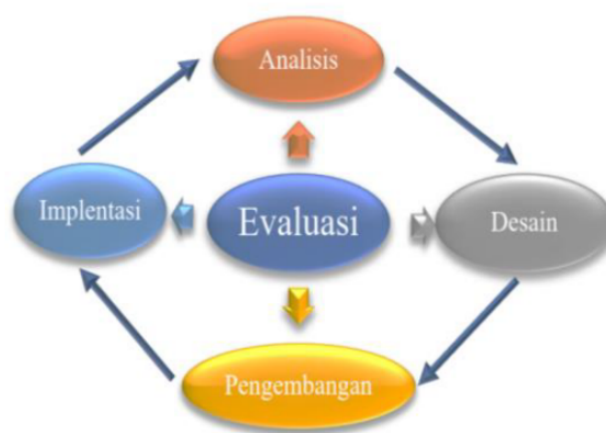 Analisis
Implentasi
Evaluasi
Desain
Pengembangan